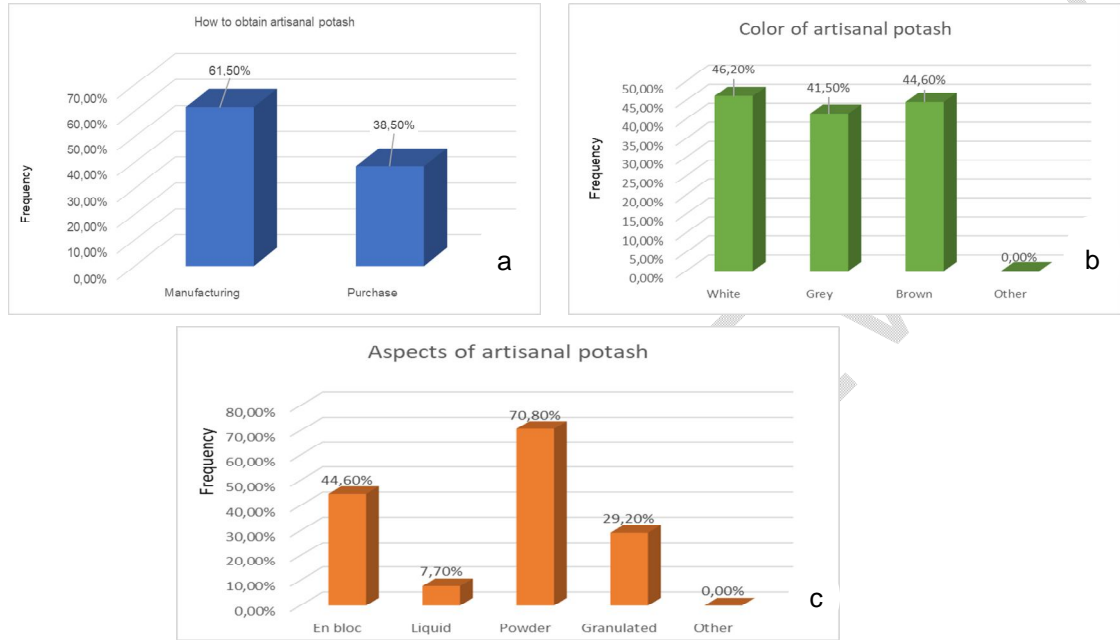 How to obtain artisanal potash
61,50%
38,50%
70,00%
60,00%
50,00%
40,00%
30,00%
20,00%
10,00%
0,00%
Frequency
Manufacturing Purchase
a
Color of artisanal potash
46,20% 41,50% 44,60%
0,00%
50,00%
45,00%
40,00%
35,00%
30,00%
25,00%
20,00%
15,00%
10,00%
5,00%
0,00%
Frequency
White Grey Brown Other
b
Aspects of artisanal potash
44,60%
7,70%
70,80%
29,20%
0,00%
80,00%
70,00%
60,00%
50,00%
40,00%
30,00%
20,00%
10,00%
0,00%
Frequency
En bloc Liquid Powder Granulated Other
c